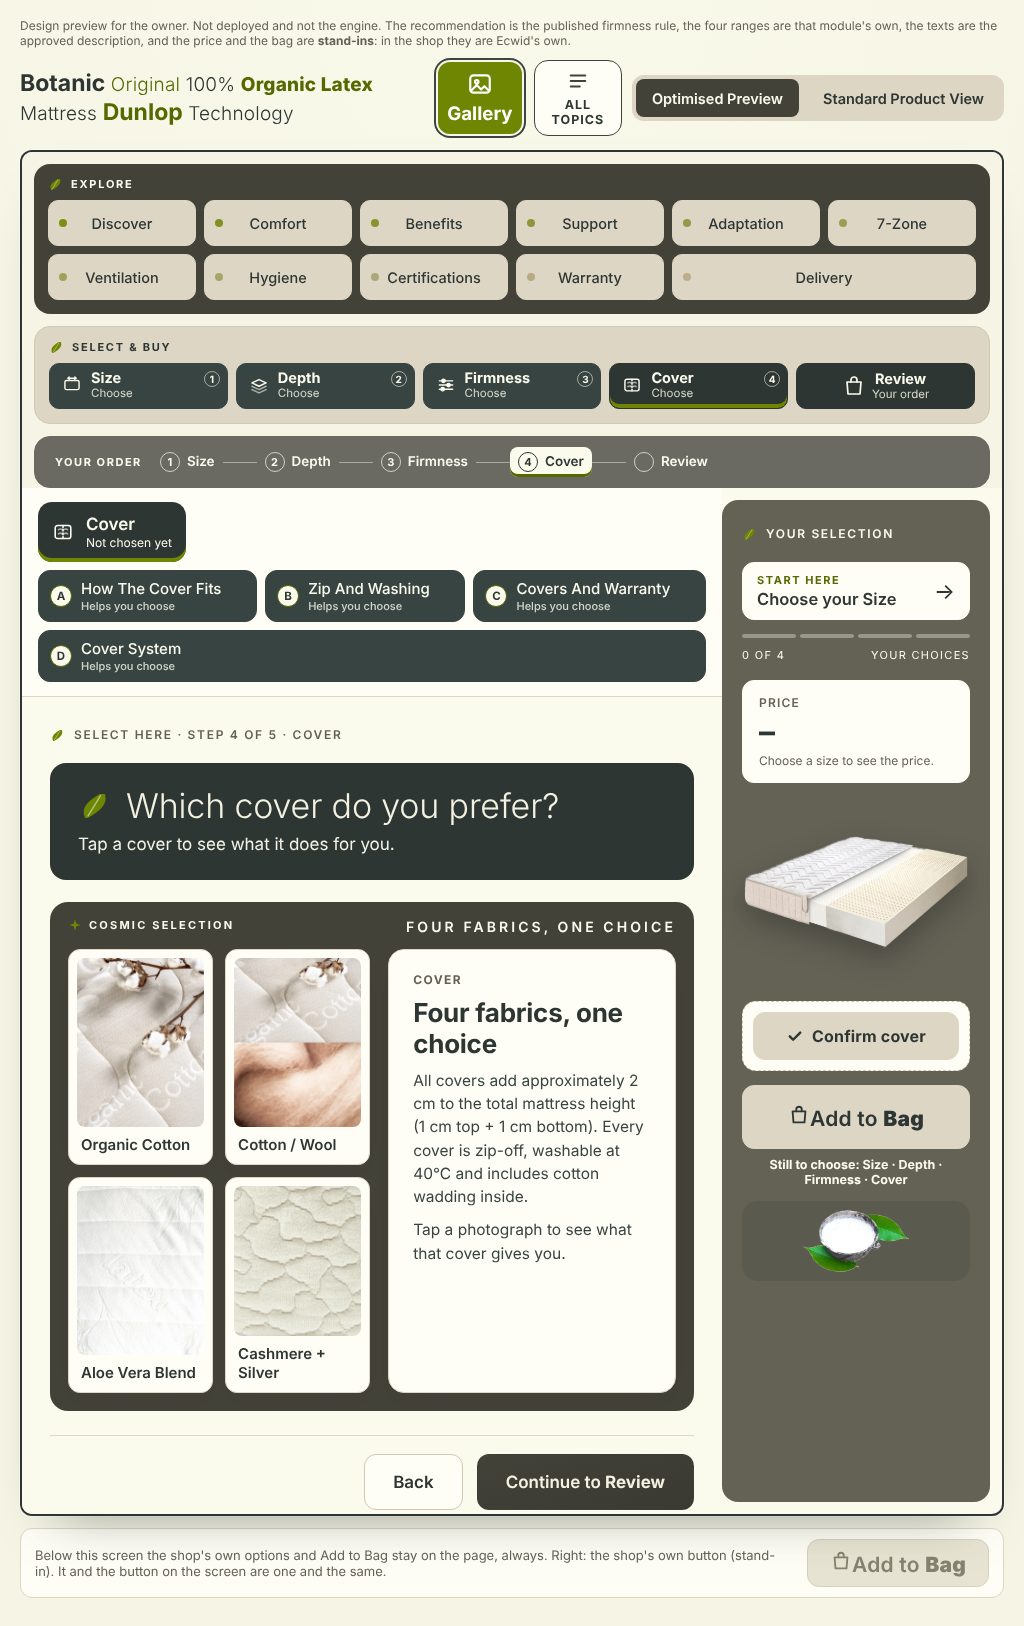 Design preview for the owner. Not deployed and not the engine. The recommendation is the published firmness rule, the four ranges are that module's own, the texts are the
approved description, and the price and the bag are stand-ins: in the shop they are Ecwid's own.
Botanic Original 100% Organic Latex
Mattress Dunlop Technology
Gallery
ALL
TOPICS
Optimised Preview
Standard Product View
EXPLORE
Discover
Comfort
Benefits
Support
Adaptation
7-Zone
Ventilation
Hygiene
Certifications
Warranty
Delivery
SELECT & BUY
Size
Choose
1
Depth
Choose
2
Firmness
Choose
3
Cover
Choose
4
Review
Your order
YOUR ORDER
1 Size
2 Depth
3 Firmness
4 Cover
Review
Cover
Not chosen yet
A
How The Cover Fits
Helps you choose
B
Zip And Washing
Helps you choose
C
Covers And Warranty
Helps you choose
D
Cover System
Helps you choose
SELECT HERE · STEP 4 OF 5 · COVER
Which cover do you prefer?
Tap a cover to see what it does for you.
COSMIC SELECTION
FOUR FABRICS, ONE CHOICE
Organic Cotton
Cotton / Wool
Aloe Vera Blend
Cashmere +
Silver
COVER
Four fabrics, one
choice
All covers add approximately 2
cm to the total mattress height
(1 cm top + 1 cm bottom). Every
cover is zip-off, washable at
40°C and includes cotton
wadding inside.
Tap a photograph to see what
that cover gives you.
Back
Continue to Review
YOUR SELECTION
START HERE
Choose your Size
0 OF 4
YOUR CHOICES
PRICE
–
Choose a size to see the price.
Confirm cover
Add to Bag
Still to choose: Size · Depth ·
Firmness · Cover
Below this screen the shop's own options and Add to Bag stay on the page, always. Right: the shop's own button (stand-
in). It and the button on the screen are one and the same.
Add to Bag